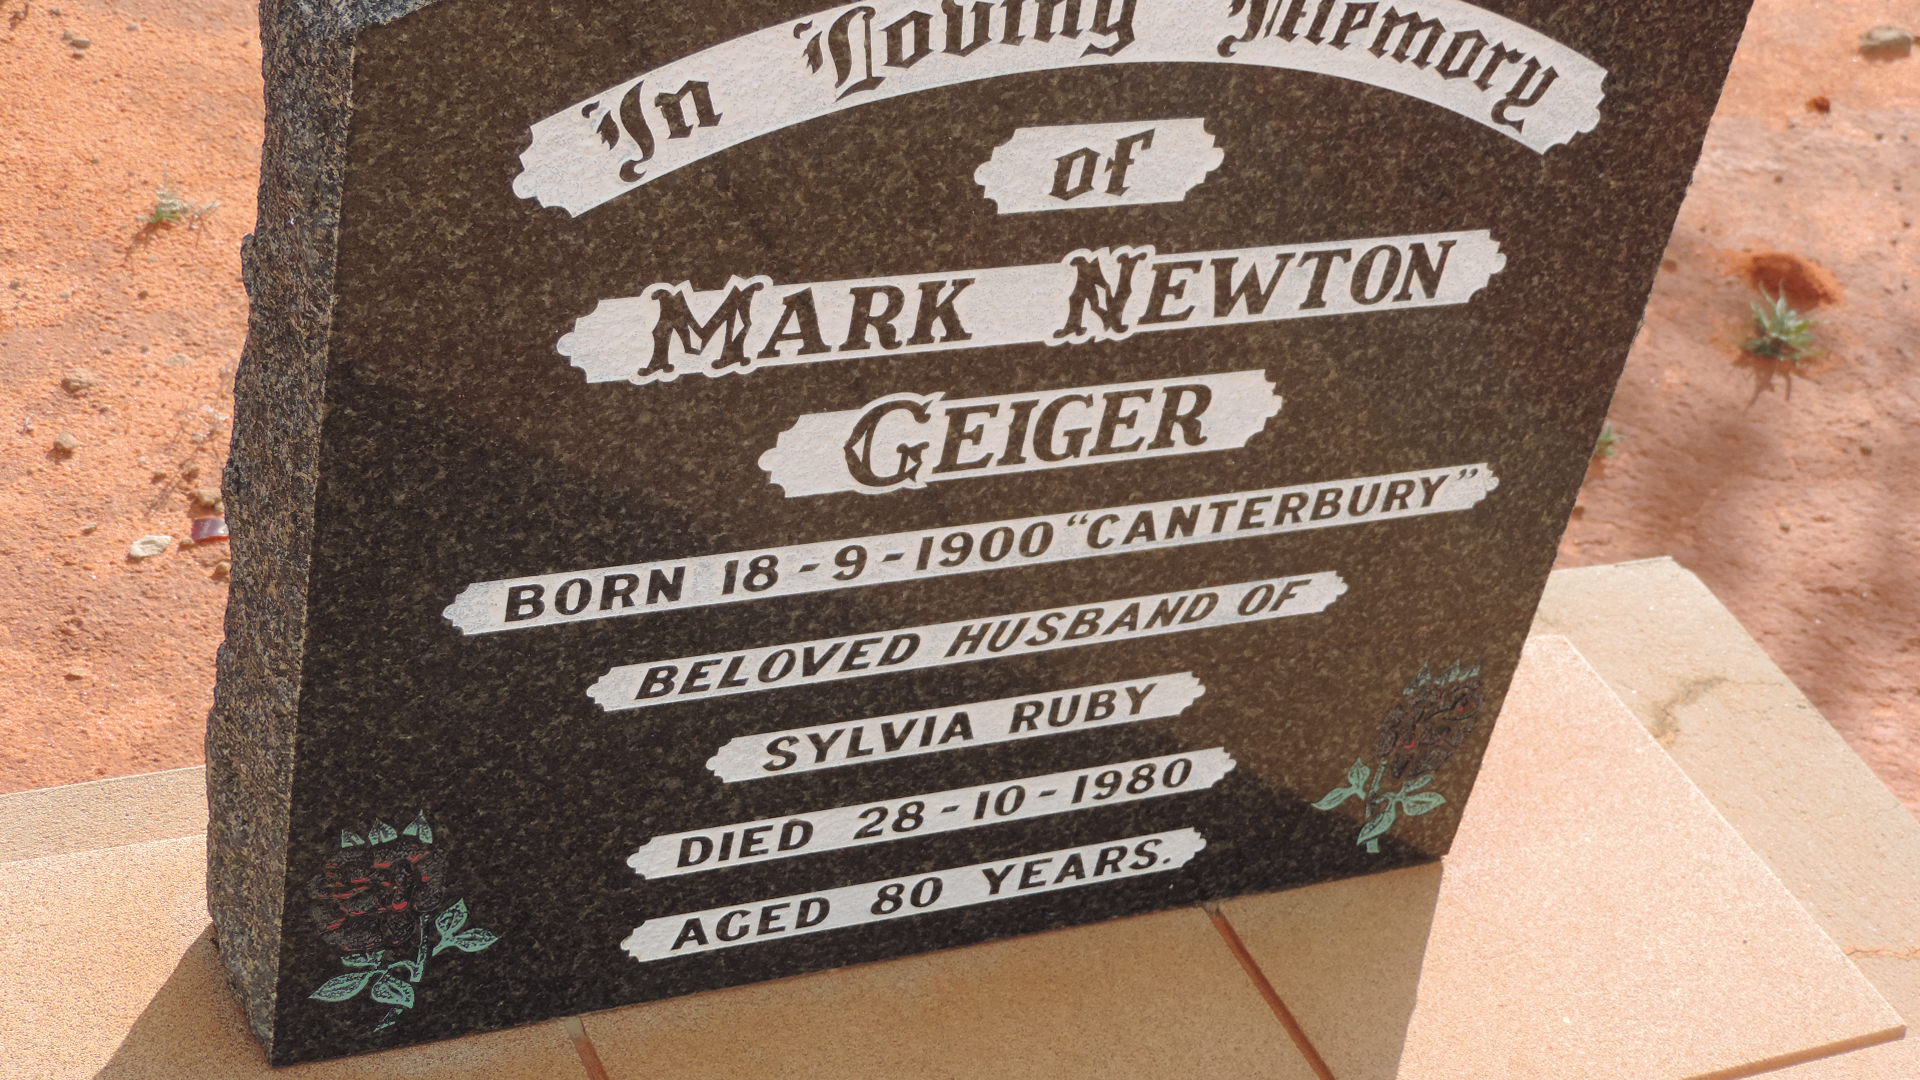 In Loving Memory
of
MARK NEWTON
GEIGER
BORN 18-9-1900 “CANTERBURY”
BELOVED HUSBAND OF
SYLVIA RUBY
DIED 28-10-1980
AGED 80 YEARS.